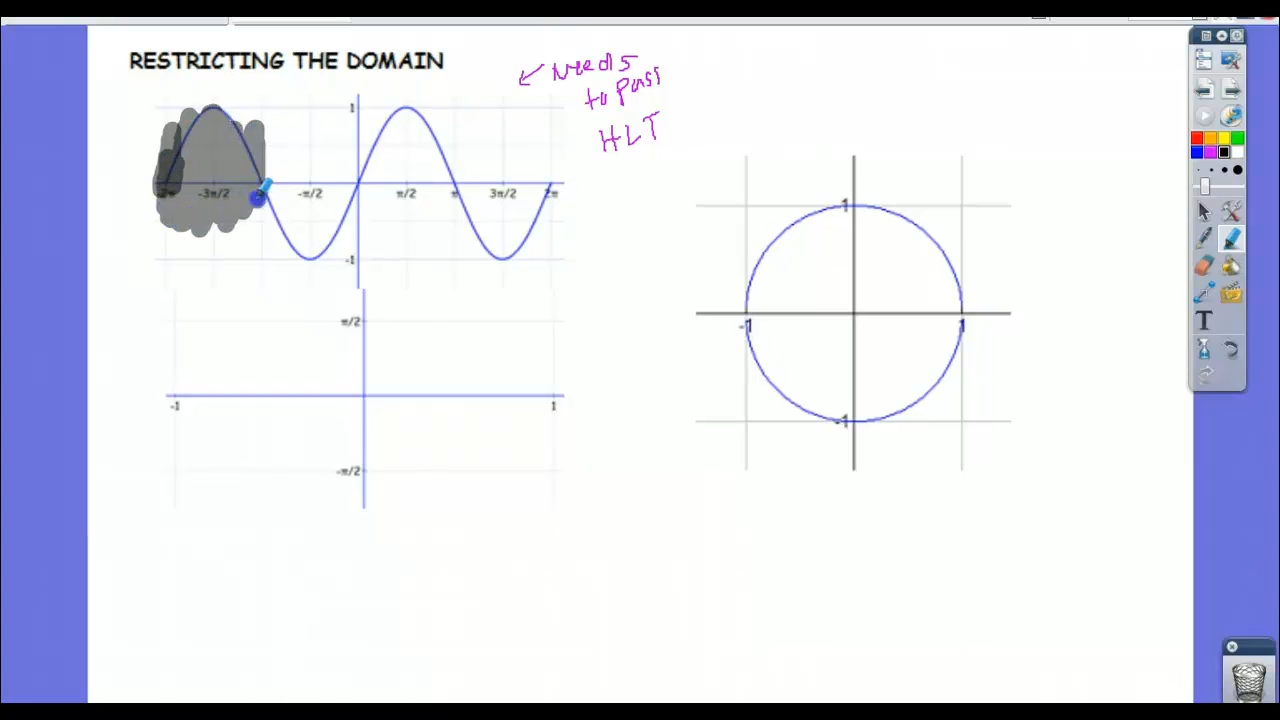 RESTRICTING THE DOMAIN
Needs
to Pass
HLT
1
-3π/2 -π/2 π/2 π 3π/2 2π
-1
1
-1 1
-1
π/2
-1 1
-π/2
T